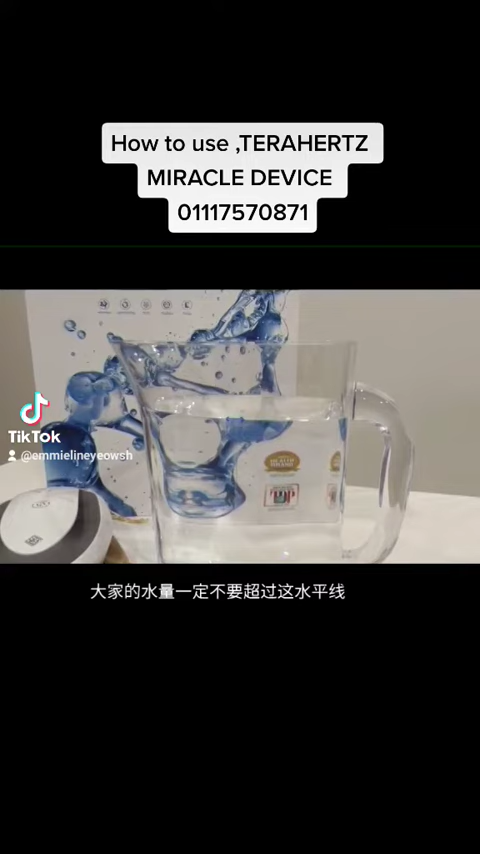 How to use ,TERAHERTZ
MIRACLE DEVICE
01117570871
TikTok
@emmielineyeowsh
大家的水量一定不要超过这水平线